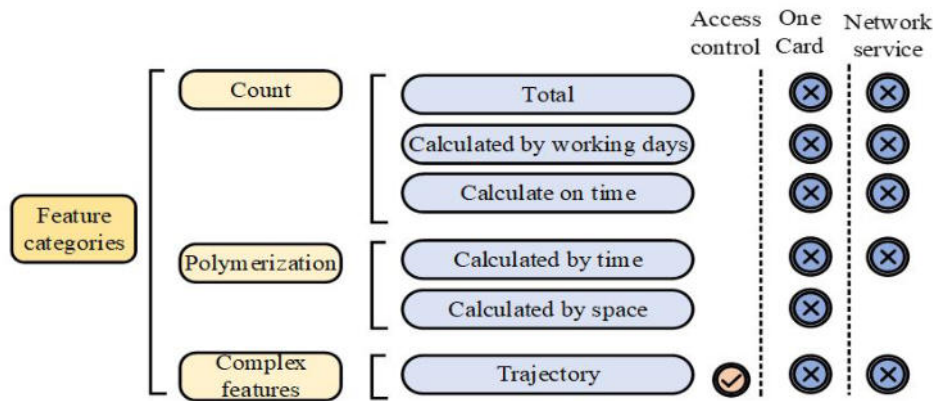 Access
control
One
Card
Network
service
Count
Total
Calculated by working days
Calculate on time
Feature
categories
Polymerization
Calculated by time
Calculated by space
Complex
features
Trajectory